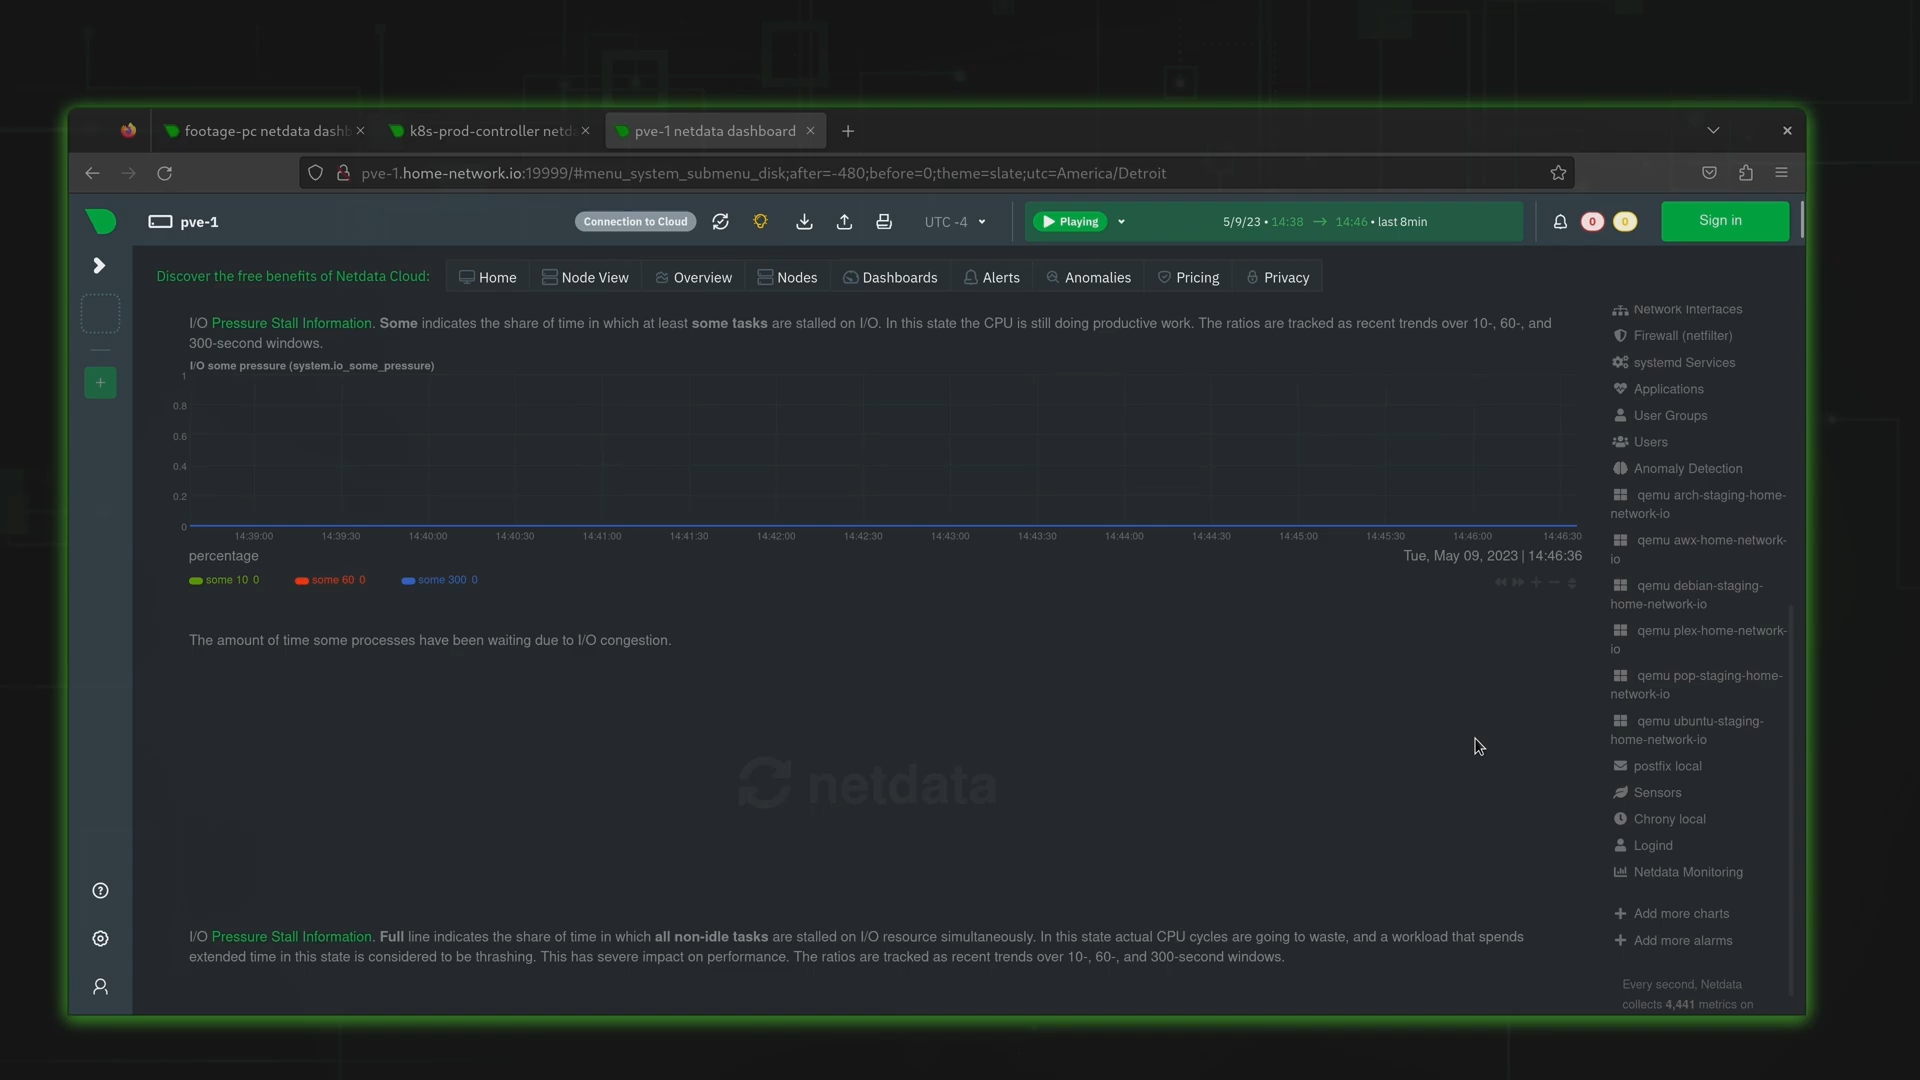 footage-pc netdata dashb
k8s-prod-controller netda
pve-1 netdata dashboard
pve-1.home-network.io:19999/#menu_system_submenu_disk;after=-480;before=0;theme=slate;utc=America/Detroit
pve-1
Connection to Cloud
UTC -4
Playing
5/9/23 • 14:38 → 14:46 • last 8min
0
0
Sign in
Discover the free benefits of Netdata Cloud:
Home
Node View
Overview
Nodes
Dashboards
Alerts
Anomalies
Pricing
Privacy
I/O Pressure Stall Information. Some indicates the share of time in which at least some tasks are stalled on I/O. In this state the CPU is still doing productive work. The ratios are tracked as recent trends over 10-, 60-, and
300-second windows.
I/O some pressure (system.io_some_pressure)
1
0.8
0.6
0.4
0.2
0
14:39:00 14:39:30 14:40:00 14:40:30 14:41:00 14:41:30 14:42:00 14:42:30 14:43:00 14:43:30 14:44:00 14:44:30 14:45:00 14:45:30 14:46:00 14:46:30
percentage
Tue, May 09, 2023 | 14:46:36
some 10 0
some 60 0
some 300 0
The amount of time some processes have been waiting due to I/O congestion.
netdata
I/O Pressure Stall Information. Full line indicates the share of time in which all non-idle tasks are stalled on I/O resource simultaneously. In this state actual CPU cycles are going to waste, and a workload that spends
extended time in this state is considered to be thrashing. This has severe impact on performance. The ratios are tracked as recent trends over 10-, 60-, and 300-second windows.
Network Interfaces
Firewall (netfilter)
systemd Services
Applications
User Groups
Users
Anomaly Detection
qemu arch-staging-home-
network-io
qemu awx-home-network-
io
qemu debian-staging-
home-network-io
qemu plex-home-network-
io
qemu pop-staging-home-
network-io
qemu ubuntu-staging-
home-network-io
postfix local
Sensors
Chrony local
Logind
Netdata Monitoring
Add more charts
Add more alarms
Every second, Netdata
collects 4,441 metrics on